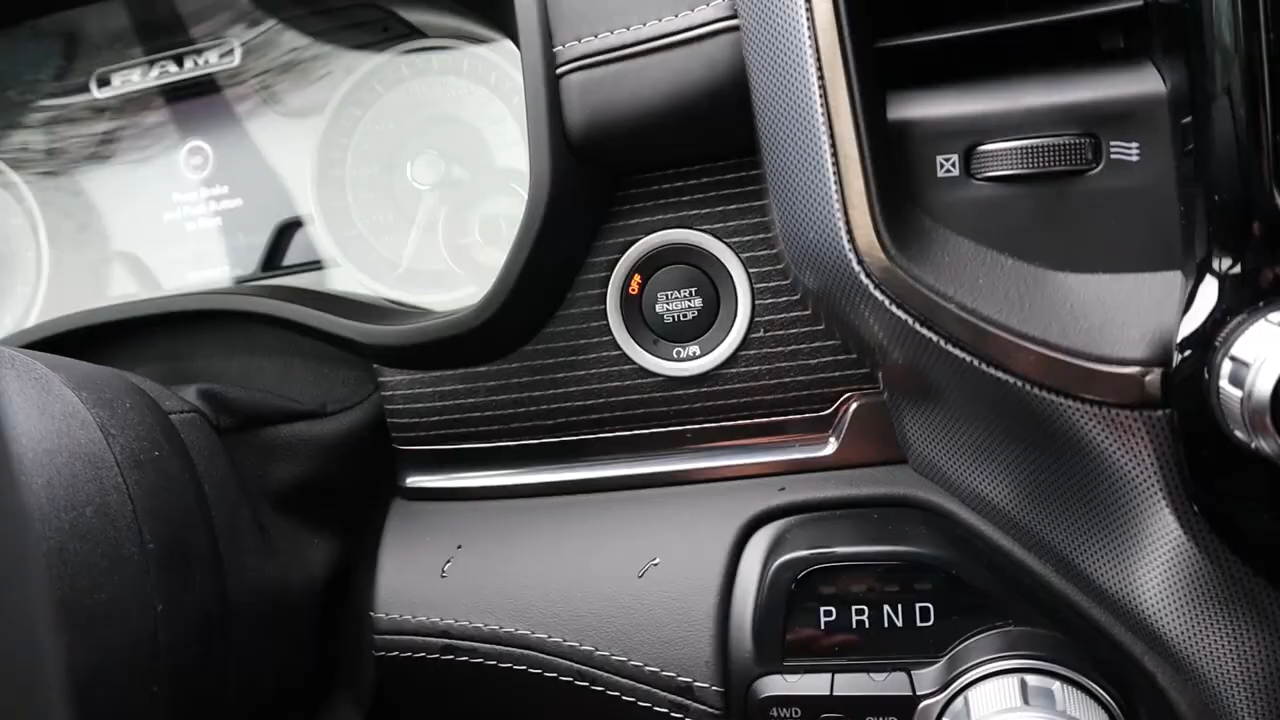 RAM
Press Brake
and Push Button
to Start
OFF
START
ENGINE
STOP
P R N D
4WD